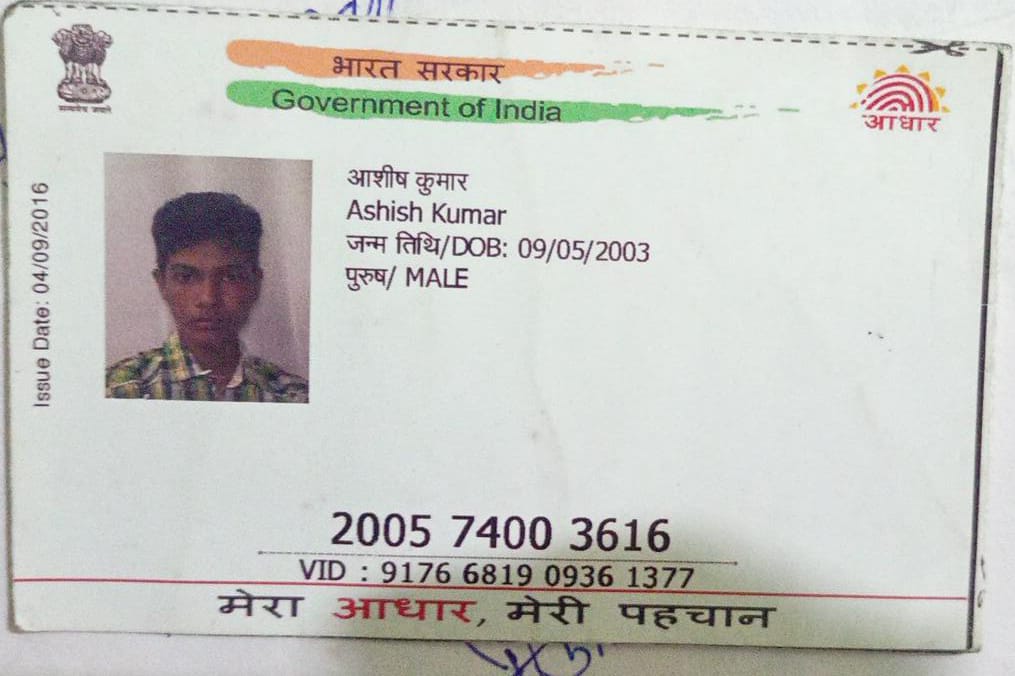 सत्यमेव जयते
भारत सरकार
Government of India
आधार
Issue Date: 04/09/2016
आशीष कुमार
Ashish Kumar
जन्म तिथि/DOB: 09/05/2003
पुरुष/ MALE
2005 7400 3616
VID : 9176 6819 0936 1377
मेरा आधार, मेरी पहचान